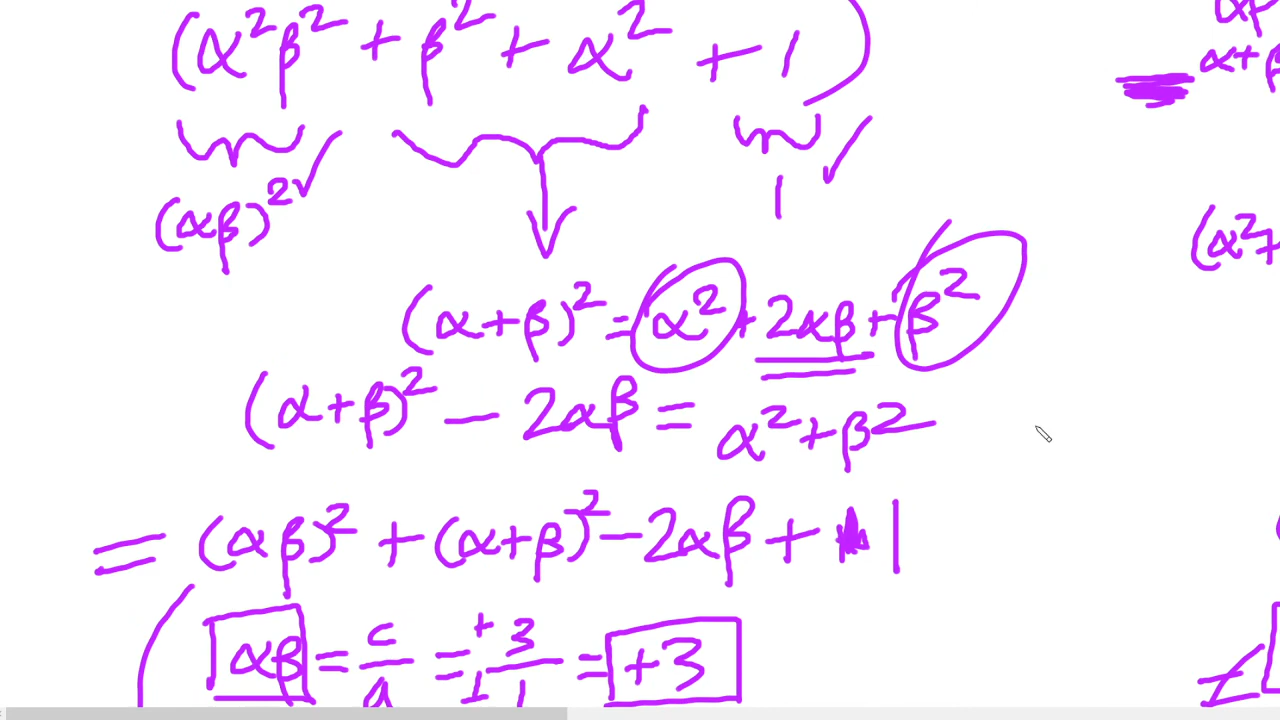 (α²β² + β² + α² + 1)
(αβ)² ✓ 1 ✓
(α+β)² = α² + 2αβ + β²
(α+β)² - 2αβ = α² + β²
= (αβ)² + (α+β)² - 2αβ + 1
αβ = c/a = +3/1 = +3
α+β
(α²+